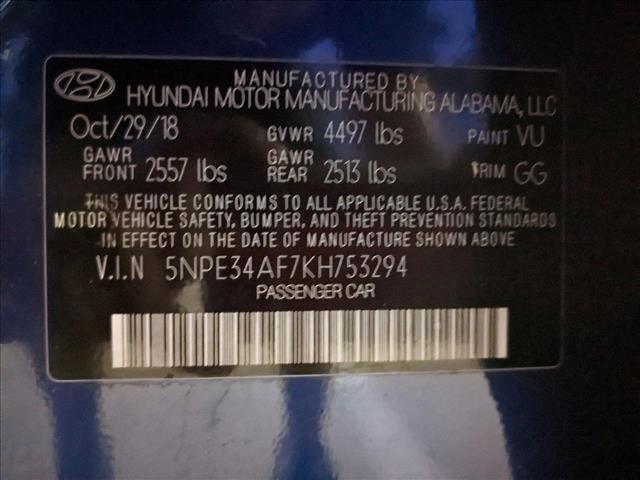 MANUFACTURED BY
HYUNDAI MOTOR MANUFACTURING ALABAMA, LLC
Oct/29/18 GVWR 4497 lbs PAINT VU
GAWR FRONT 2557 lbs GAWR REAR 2513 lbs TRIM GG
THIS VEHICLE CONFORMS TO ALL APPLICABLE U.S.A. FEDERAL
MOTOR VEHICLE SAFETY, BUMPER, AND THEFT PREVENTION STANDARDS
IN EFFECT ON THE DATE OF MANUFACTURE SHOWN ABOVE
V.I.N 5NPE34AF7KH753294
PASSENGER CAR